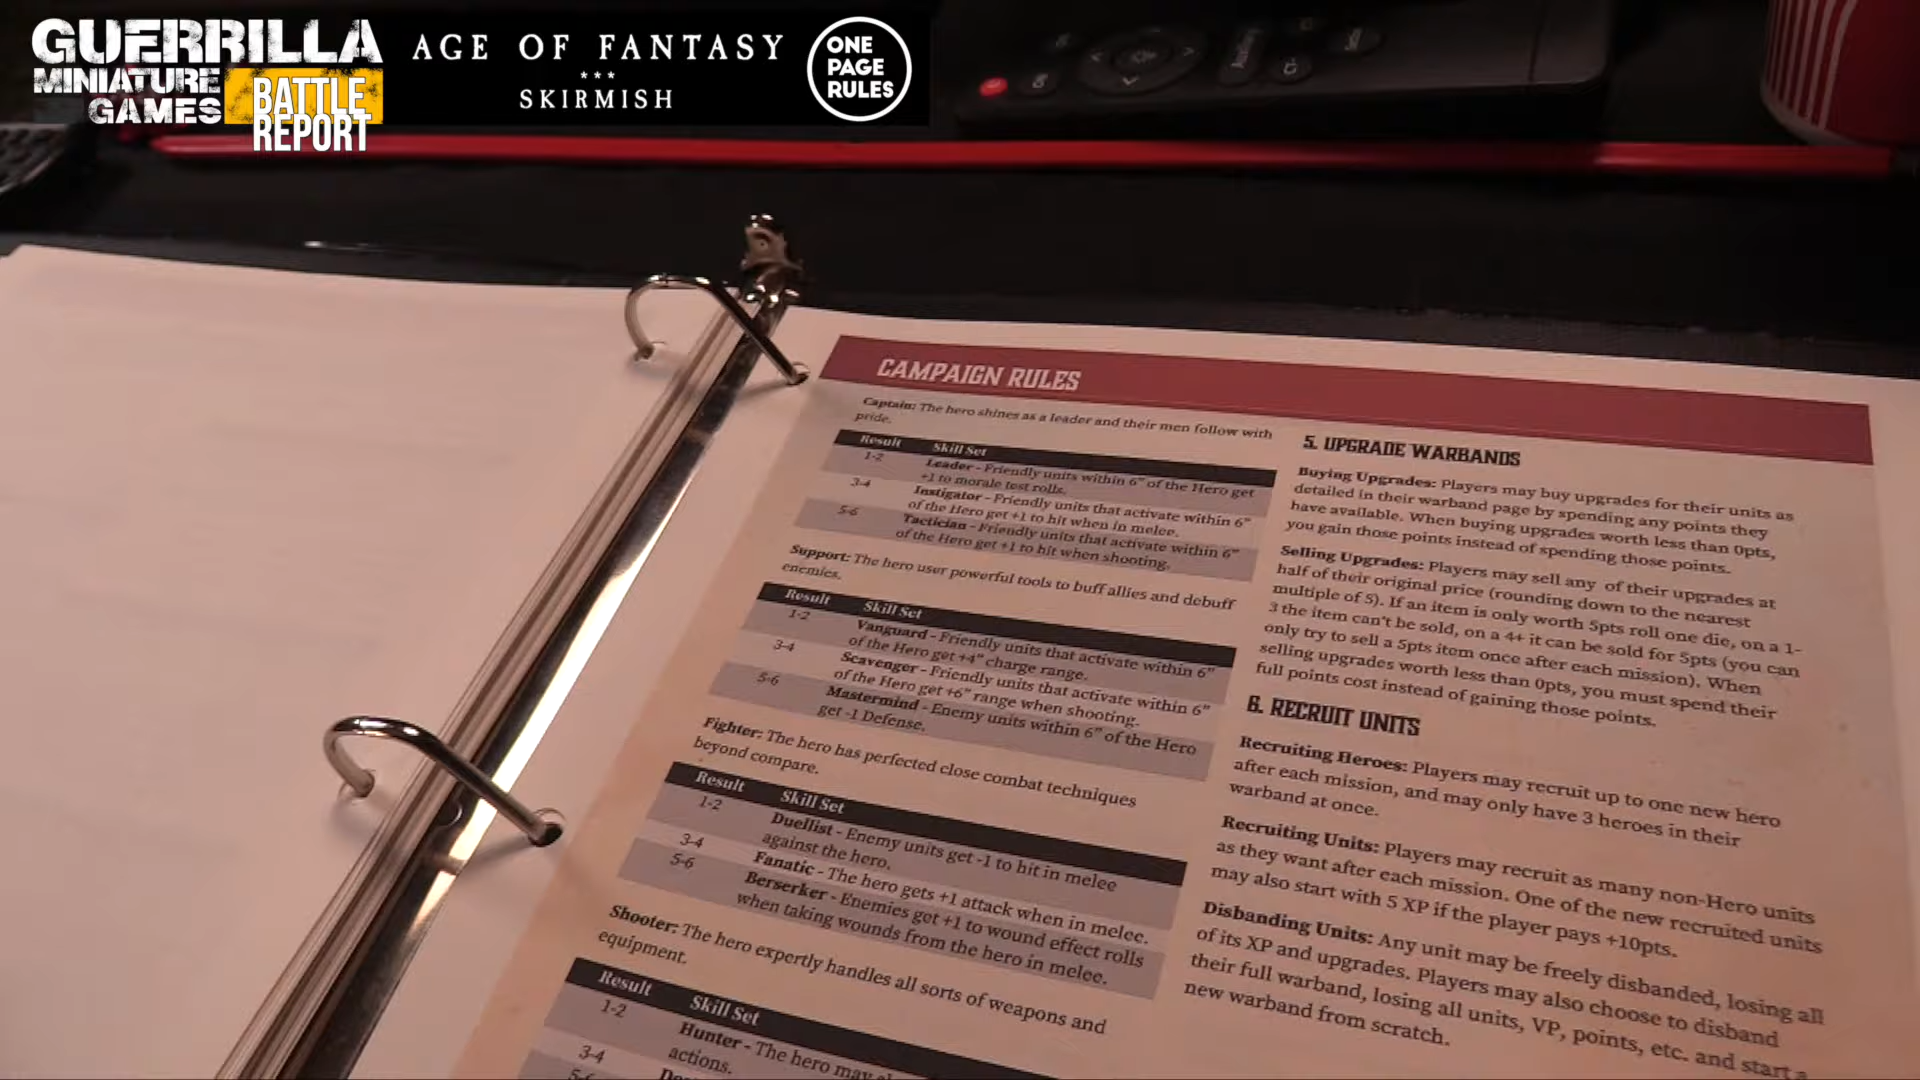 GUERRILLA
MINIATURE
GAMES
BATTLE
REPORT
AGE OF FANTASY
***
SKIRMISH
ONE
PAGE
RULES
CAMPAIGN RULES
Captain: The hero shines as a leader and their men follow with
pride.
Result Skill Set
1-2 Leader - Friendly units within 6" of the Hero get
+1 to morale test rolls.
3-4 Instigator - Friendly units that activate within 6"
of the Hero get +1 to hit when in melee.
5-6 Tactician - Friendly units that activate within 6"
of the Hero get +1 to hit when shooting.
Support: The hero user powerful tools to buff allies and debuff
enemies.
Result Skill Set
1-2 Vanguard - Friendly units that activate within 6"
of the Hero get +4" charge range.
3-4 Scavenger - Friendly units that activate within 6"
of the Hero get +6" range when shooting.
5-6 Mastermind - Enemy units within 6" of the Hero
get -1 Defense.
Fighter: The hero has perfected close combat techniques
beyond compare.
Result Skill Set
1-2 Duellist - Enemy units get -1 to hit in melee
against the hero.
3-4 Fanatic - The hero gets +1 attack when in melee.
5-6 Berserker - Enemies get +1 to wound effect rolls
when taking wounds from the hero in melee.
Shooter: The hero expertly handles all sorts of weapons and
equipment.
Result Skill Set
1-2 Hunter - The hero may
actions.
3-4
5-6
5. UPGRADE WARBANDS
Buying Upgrades: Players may buy upgrades for their units as
detailed in their warband page by spending any points they
have available. When buying upgrades worth less than 0pts,
you gain those points instead of spending those points.
Selling Upgrades: Players may sell any of their upgrades at
half of their original price (rounding down to the nearest
multiple of 5). If an item is only worth 5pts roll one die, on a 1-
3 the item can't be sold, on a 4+ it can be sold for 5pts (you can
only try to sell a 5pts item once after each mission). When
selling upgrades worth less than 0pts, you must spend their
full points cost instead of gaining those points.
6. RECRUIT UNITS
Recruiting Heroes: Players may recruit up to one new hero
after each mission, and may only have 3 heroes in their
warband at once.
Recruiting Units: Players may recruit as many non-Hero units
as they want after each mission. One of the new recruited units
may also start with 5 XP if the player pays +10pts.
Disbanding Units: Any unit may be freely disbanded, losing all
of its XP and upgrades. Players may also choose to disband
their full warband, losing all units, VP, points, etc. and start a
new warband from scratch.